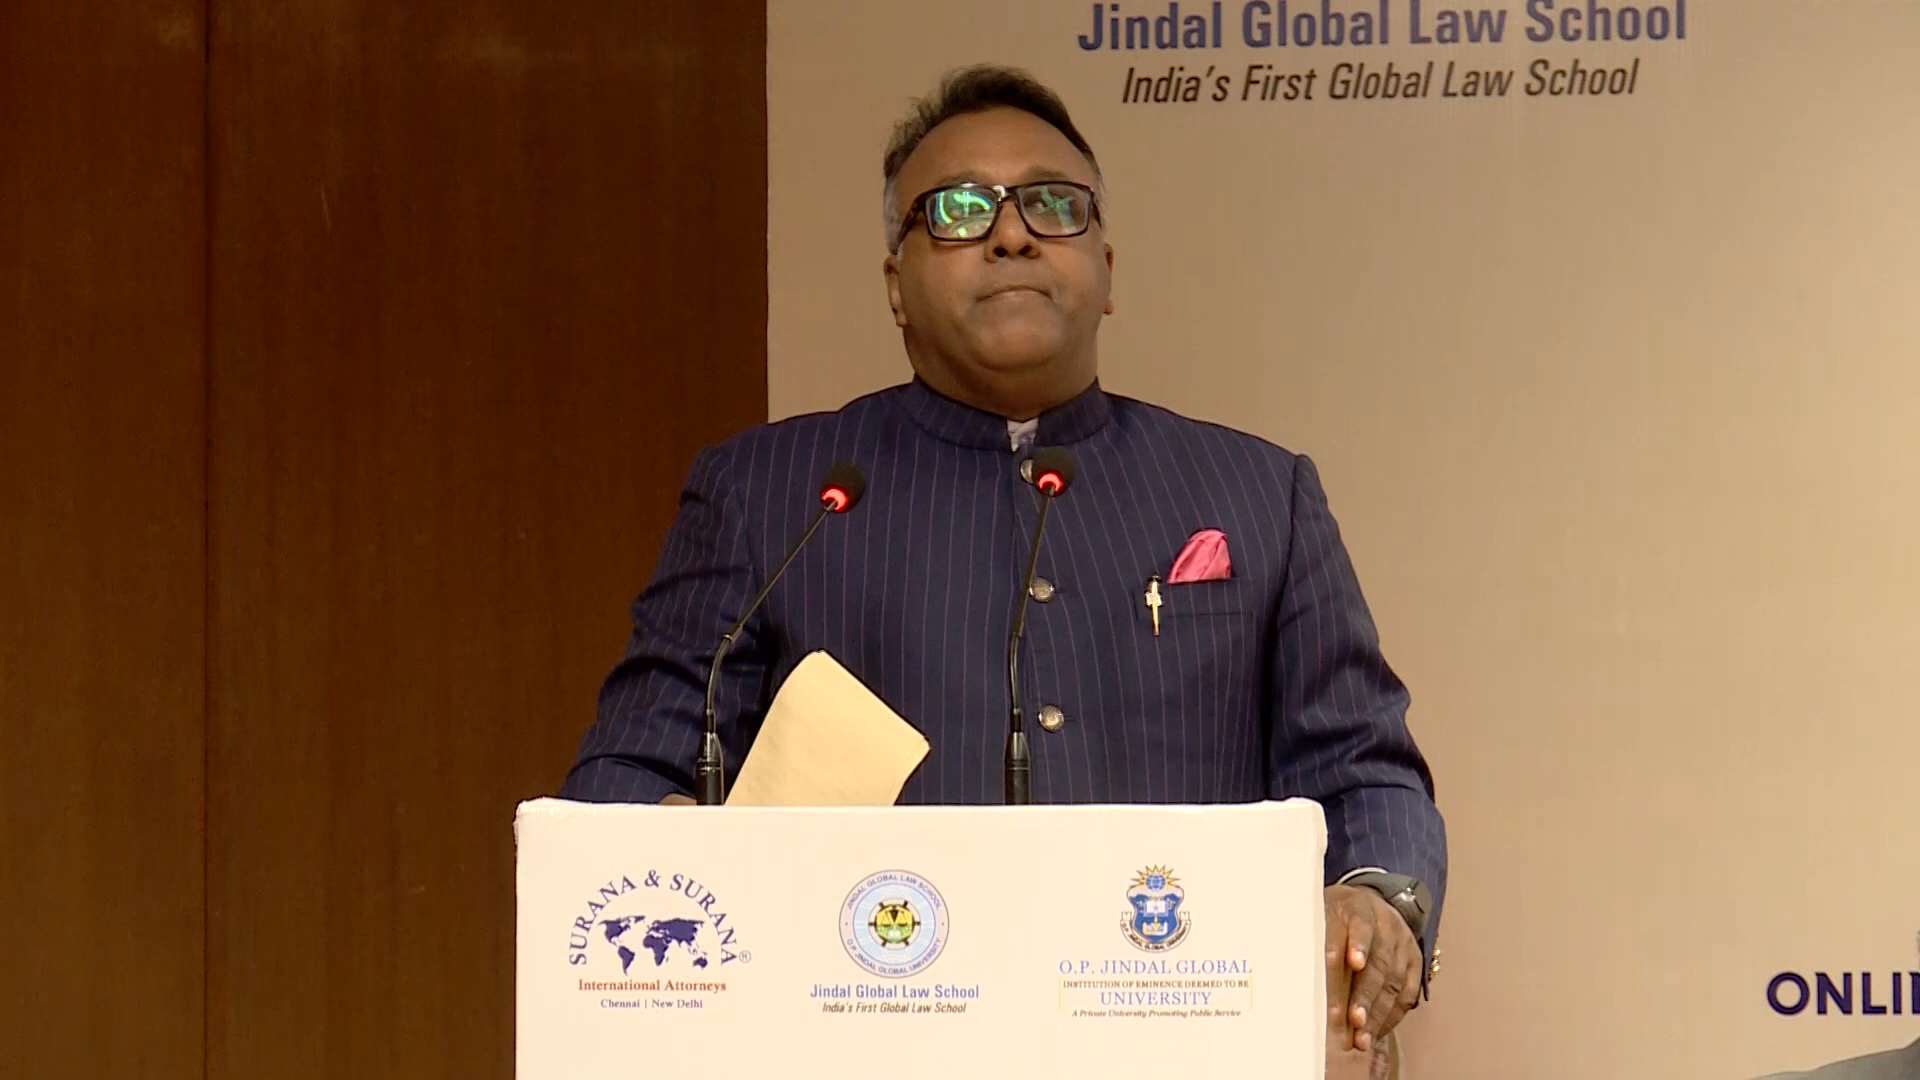 Jindal Global Law School
India's First Global Law School
SURANA & SURANA ®
International Attorneys
Chennai | New Delhi
JINDAL GLOBAL LAW SCHOOL
O.P. JINDAL GLOBAL UNIVERSITY
Jindal Global Law School
India's First Global Law School
O.P. JINDAL GLOBAL
INSTITUTION OF EMINENCE DEEMED TO BE
UNIVERSITY
A Private University Promoting Public Service
ONLI